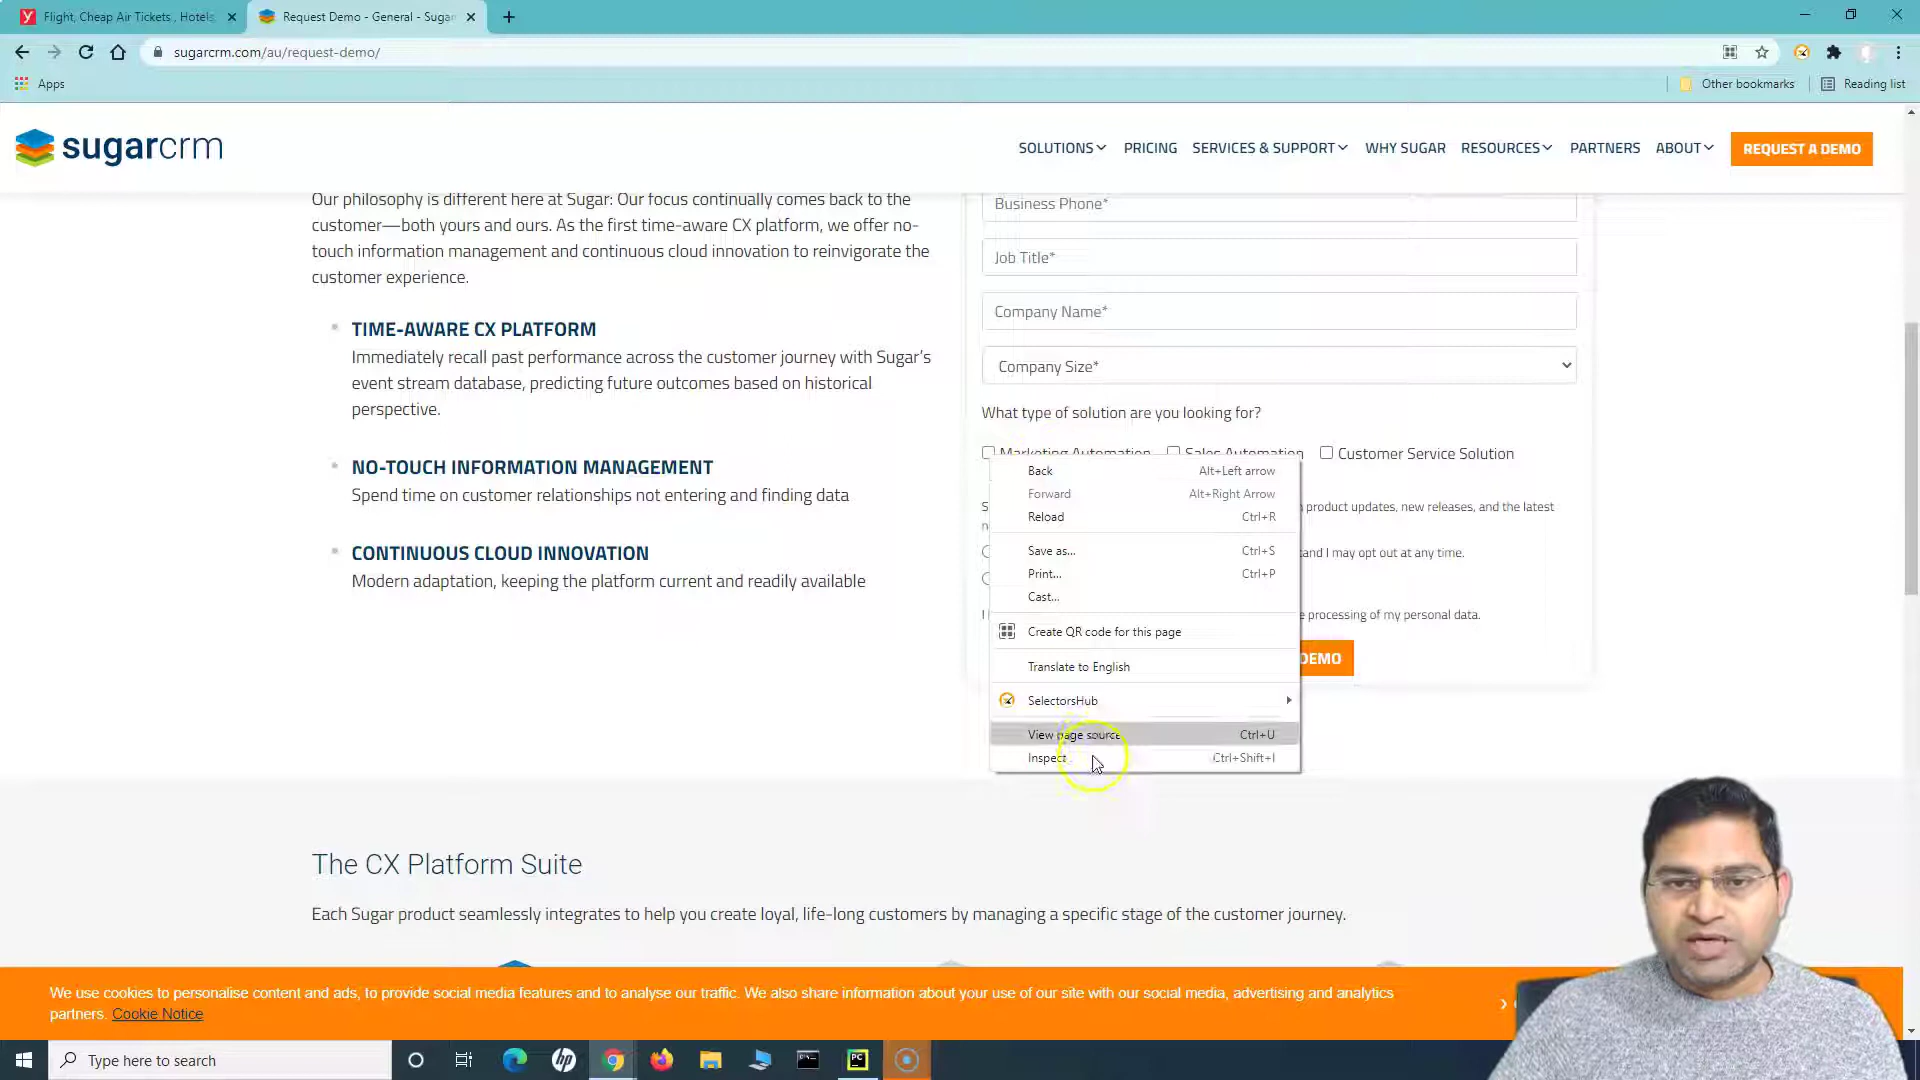 Flight, Cheap Air Tickets , Hotels
Request Demo - General - Sugar
sugarcrm.com/au/request-demo/
Apps
Other bookmarks
Reading list
sugarcrm
SOLUTIONS
PRICING
SERVICES & SUPPORT
WHY SUGAR
RESOURCES
PARTNERS
ABOUT
REQUEST A DEMO
Our philosophy is different here at Sugar: Our focus continually comes back to the
customer—both yours and ours. As the first time-aware CX platform, we offer no-
touch information management and continuous cloud innovation to reinvigorate the
customer experience.
TIME-AWARE CX PLATFORM
Immediately recall past performance across the customer journey with Sugar's
event stream database, predicting future outcomes based on historical
perspective.
NO-TOUCH INFORMATION MANAGEMENT
Spend time on customer relationships not entering and finding data
CONTINUOUS CLOUD INNOVATION
Modern adaptation, keeping the platform current and readily available
Business Phone*
Job Title*
Company Name*
Company Size*
What type of solution are you looking for?
Marketing Automation
Sales Automation
Customer Service Solution
product updates, new releases, and the latest
and I may opt out at any time.
processing of my personal data.
DEMO
Back Alt+Left arrow
Forward Alt+Right Arrow
Reload Ctrl+R
Save as... Ctrl+S
Print... Ctrl+P
Cast...
Create QR code for this page
Translate to English
SelectorsHub
View page source Ctrl+U
Inspect Ctrl+Shift+I
The CX Platform Suite
Each Sugar product seamlessly integrates to help you create loyal, life-long customers by managing a specific stage of the customer journey.
We use cookies to personalise content and ads, to provide social media features and to analyse our traffic. We also share information about your use of our site with our social media, advertising and analytics
partners. Cookie Notice
Type here to search